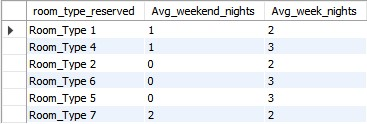 room_type_reserved Avg_weekend_nights Avg_week_nights
Room_Type 1 1 2
Room_Type 4 1 3
Room_Type 2 0 2
Room_Type 6 0 3
Room_Type 5 0 3
Room_Type 7 2 2